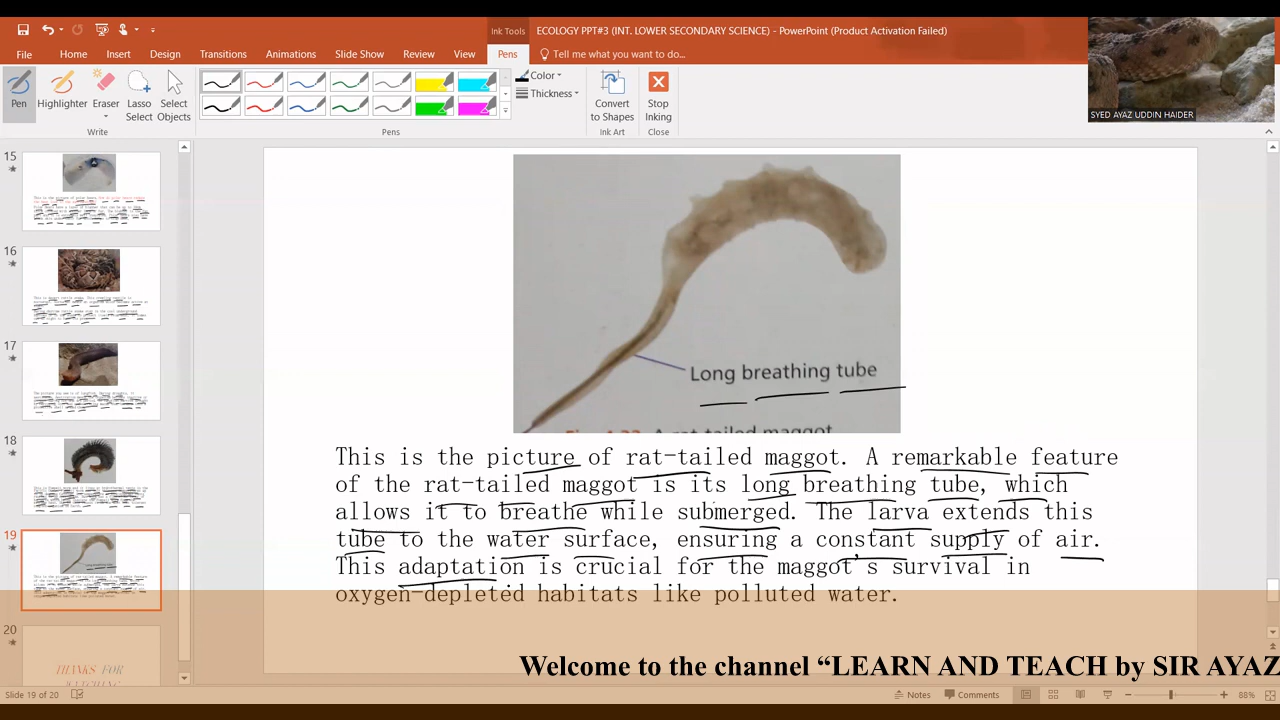 Ink Tools
ECOLOGY PPT#3 (INT. LOWER SECONDARY SCIENCE) - PowerPoint (Product Activation Failed)
File Home Insert Design Transitions Animations Slide Show Review View Pens Tell me what you want to do...
Pen Highlighter Eraser Lasso Select Select Objects
Color
Thickness
Convert to Shapes
Stop Inking
Write Pens Ink Art Close
SYED AYAZ UDDIN HAIDER
15
16
17
18
19
20
THANKS FOR
Long breathing tube
A rat-tailed maggot
This is the picture of rat-tailed maggot. A remarkable feature
of the rat-tailed maggot is its long breathing tube, which
allows it to breathe while submerged. The larva extends this
tube to the water surface, ensuring a constant supply of air.
This adaptation is crucial for the maggot's survival in
oxygen-depleted habitats like polluted water.
Welcome to the channel “LEARN AND TEACH by SIR AYAZ
Slide 19 of 20
Notes Comments 88%